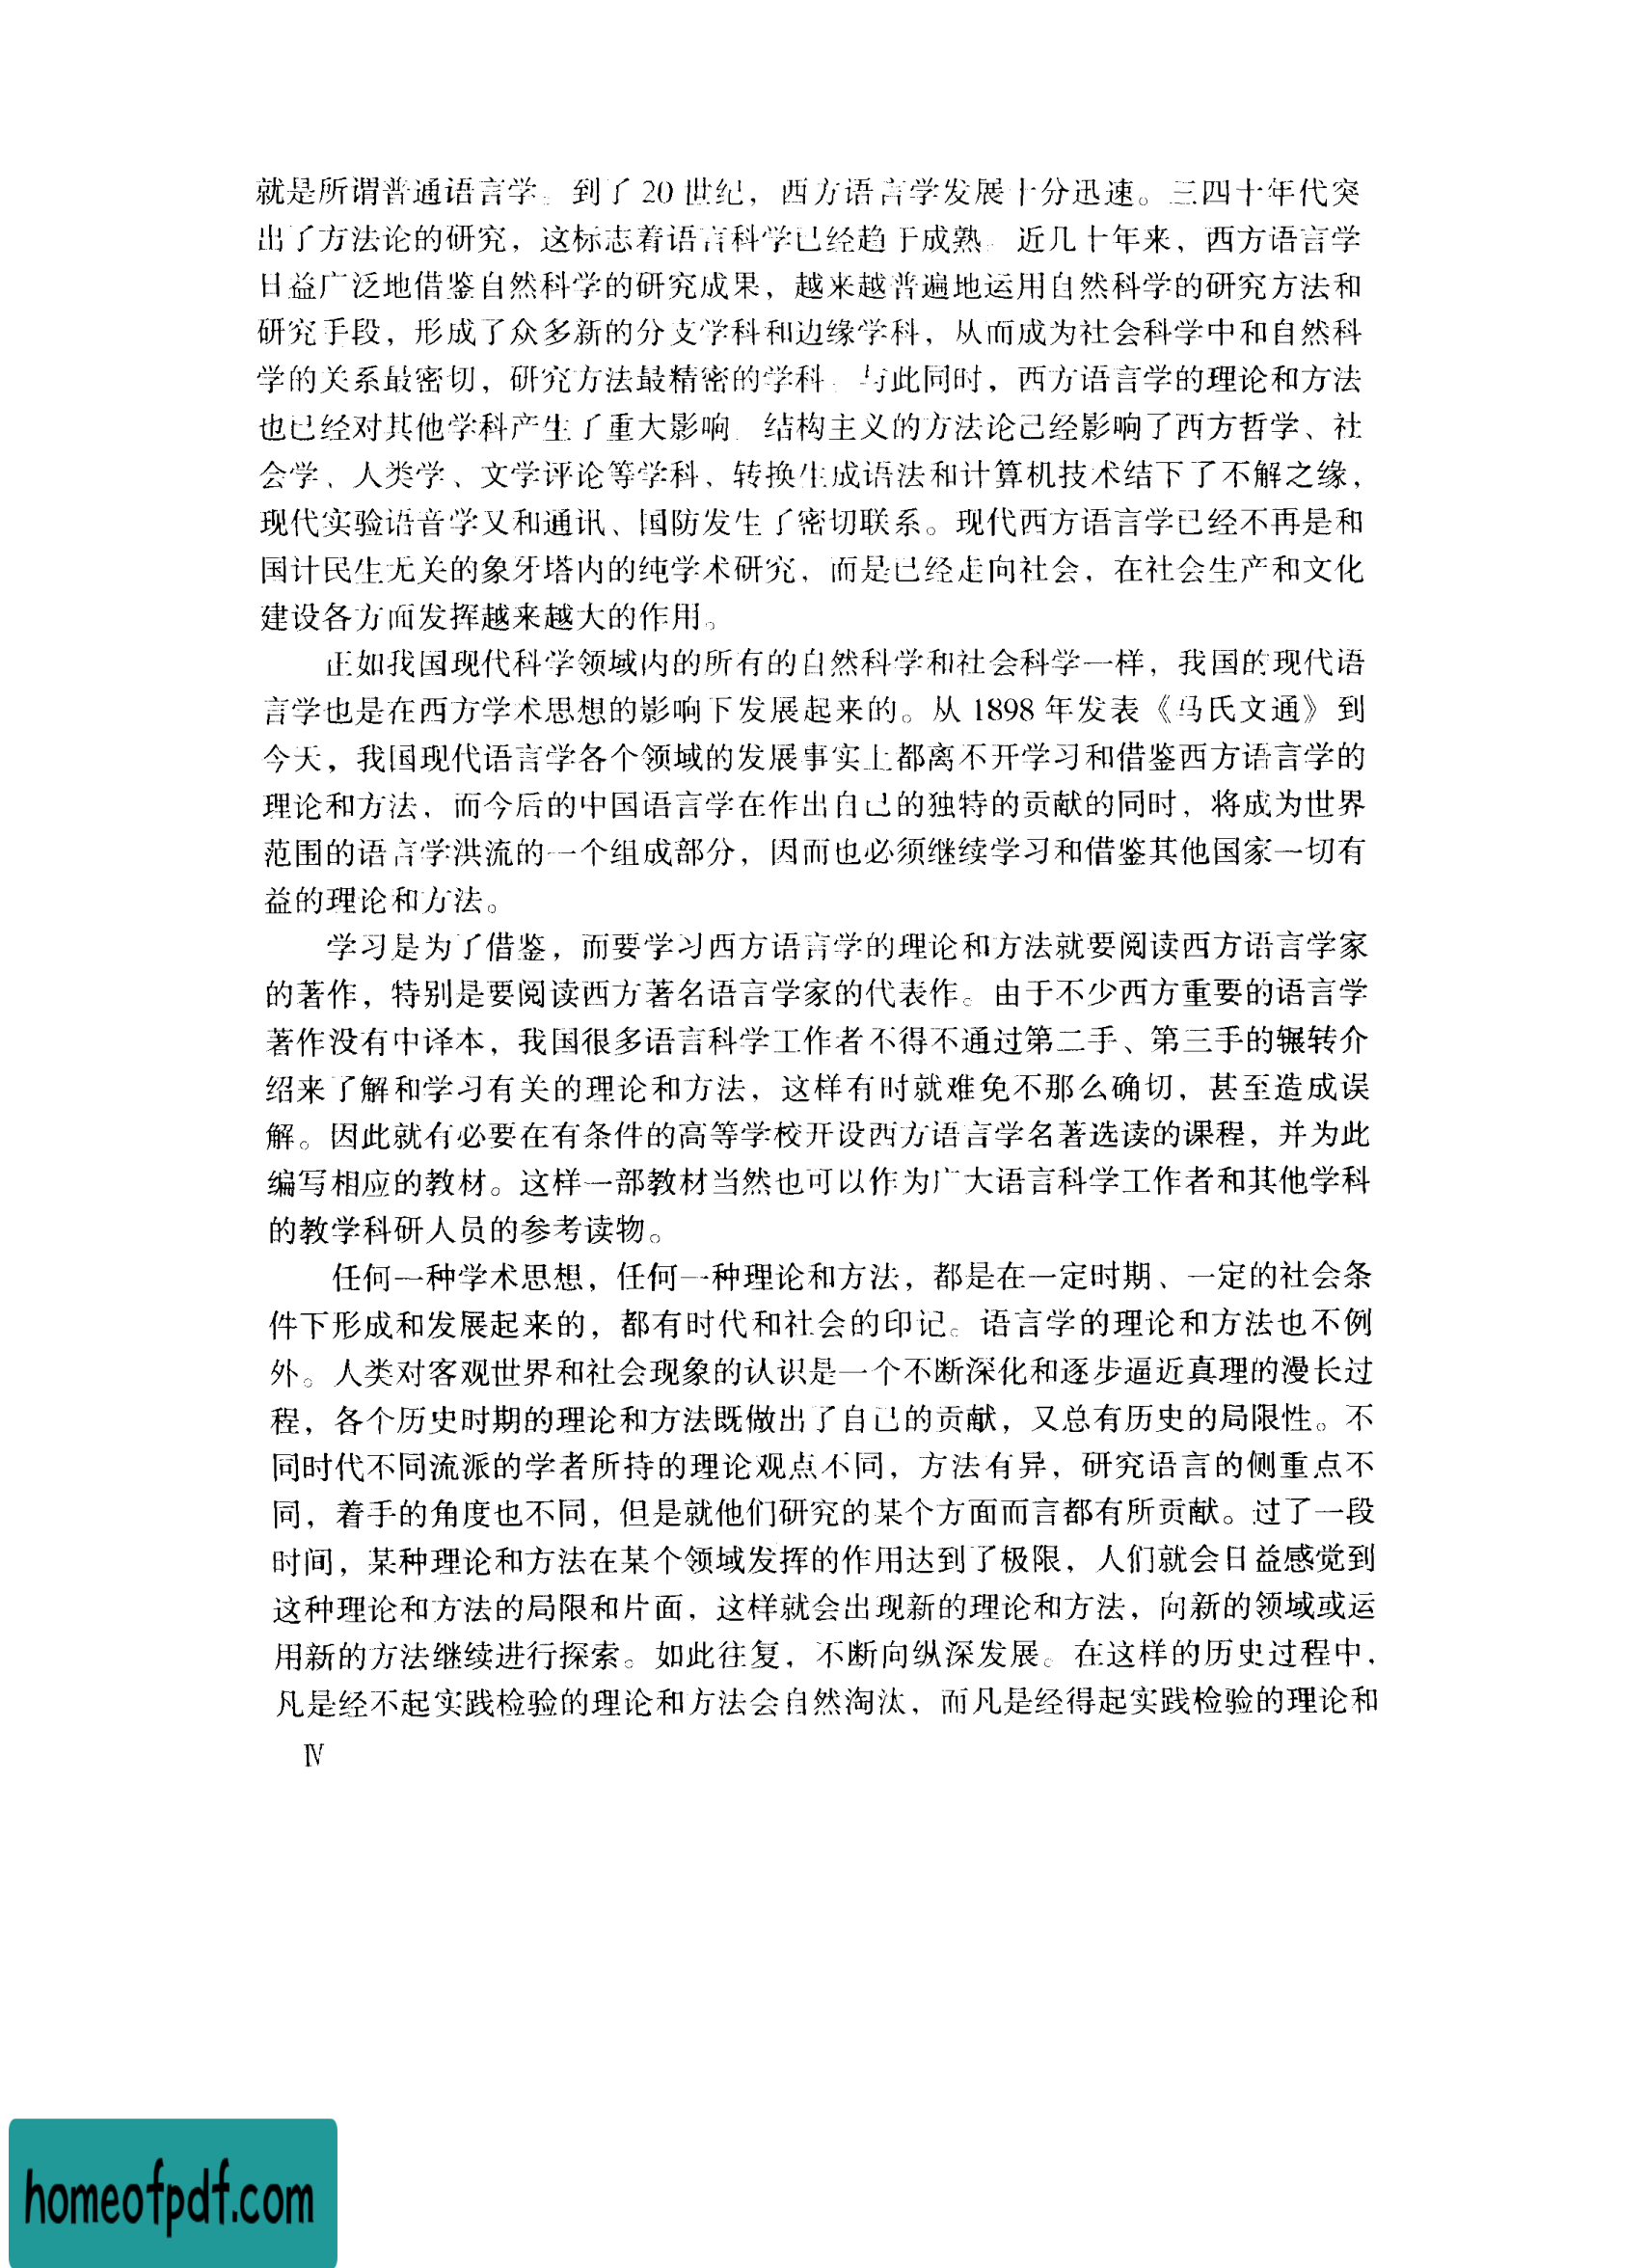 就是所谓普通语言学。到了 20 世纪，西方语言学发展十分迅速。三四十年代突
出了方法论的研究，这标志着语言科学已经趋于成熟。近几十年来，西方语言学
日益广泛地借鉴自然科学的研究成果，越来越普遍地运用自然科学的研究方法和
研究手段，形成了众多新的分支学科和边缘学科，从而成为社会科学中和自然科
学的关系最密切，研究方法最精密的学科。与此同时，西方语言学的理论和方法
也已经对其他学科产生了重大影响。结构主义的方法论已经影响了西方哲学、社
会学、人类学、文学评论等学科，转换生成语法和计算机技术结下了不解之缘，
现代实验语音学又和通讯、国防发生了密切联系。现代西方语言学已经不再是和
国计民生无关的象牙塔内的纯学术研究，而是已经走向社会，在社会生产和文化
建设各方面发挥越来越大的作用。
正如我国现代科学领域内的所有的自然科学和社会科学一样，我国的现代语
言学也是在西方学术思想的影响下发展起来的。从 1898 年发表《马氏文通》到
今天，我国现代语言学各个领域的发展事实上都离不开学习和借鉴西方语言学的
理论和方法，而今后的中国语言学在作出自己的独特的贡献的同时，将成为世界
范围的语言学洪流的一个组成部分，因而也必须继续学习和借鉴其他国家一切有
益的理论和方法。
学习是为了借鉴，而要学习西方语言学的理论和方法就要阅读西方语言学家
的著作，特别是要阅读西方著名语言学家的代表作。由于不少西方重要的语言学
著作没有中译本，我国很多语言科学工作者不得不通过第二手、第三手的辗转介
绍来了解和学习有关的理论和方法，这样有时就难免不那么确切，甚至造成误
解。因此就有必要在有条件的高等学校开设西方语言学名著选读的课程，并为此
编写相应的教材。这样一部教材当然也可以作为广大语言科学工作者和其他学科
的教学科研人员的参考读物。
任何一种学术思想，任何一种理论和方法，都是在一定时期、一定的社会条
件下形成和发展起来的，都有时代和社会的印记。语言学的理论和方法也不例
外。人类对客观世界和社会现象的认识是一个不断深化和逐步逼近真理的漫长过
程，各个历史时期的理论和方法既做出了自己的贡献，又总有历史的局限性。不
同时代不同流派的学者所持的理论观点不同，方法有异，研究语言的侧重点不
同，着手的角度也不同，但是就他们研究的某个方面而言都有所贡献。过了一段
时间，某种理论和方法在某个领域发挥的作用达到了极限，人们就会日益感觉到
这种理论和方法的局限和片面，这样就会出现新的理论和方法，向新的领域或运
用新的方法继续进行探索。如此往复，不断向纵深发展。在这样的历史过程中，
凡是经不起实践检验的理论和方法会自然淘汰，而凡是经得起实践检验的理论和
Ⅳ
homeofpdf.com